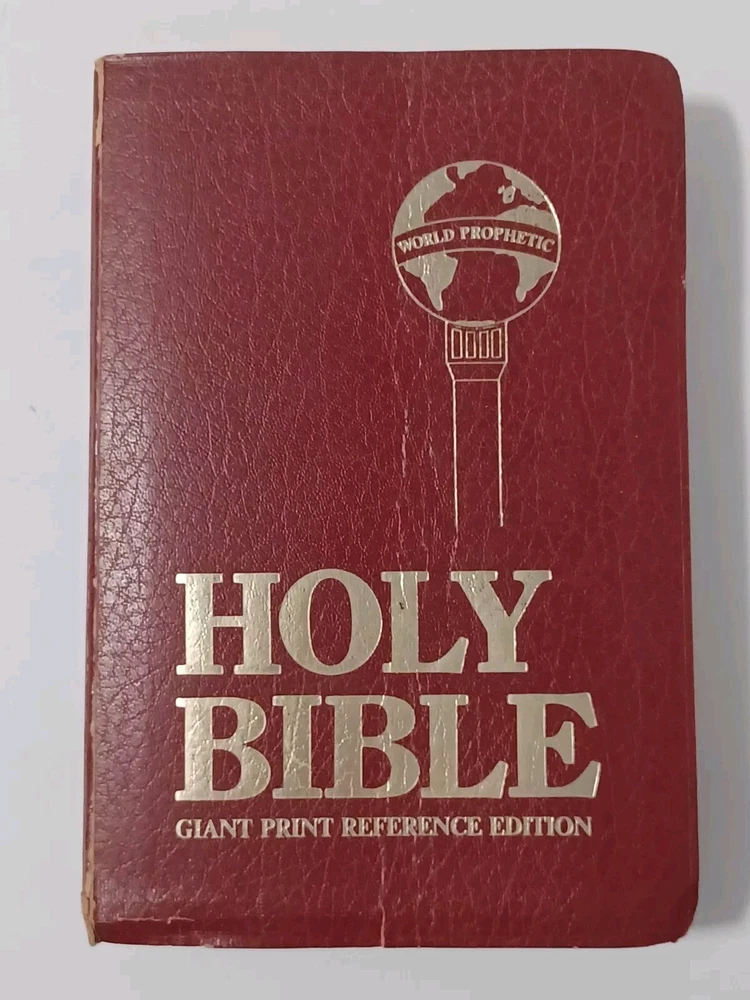 WORLD PROPHETIC
HOLY
BIBLE
GIANT PRINT REFERENCE EDITION